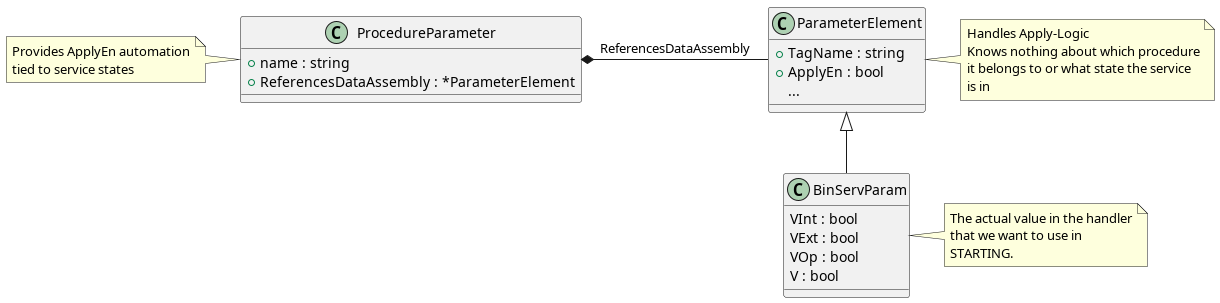 Provides ApplyEn automation
tied to service states
C ProcedureParameter
name : string
ReferencesDataAssembly : *ParameterElement
ReferencesDataAssembly
C ParameterElement
TagName : string
ApplyEn : bool
...
Handles Apply-Logic
Knows nothing about which procedure
it belongs to or what state the service
is in
C BinServParam
VInt : bool
VExt : bool
VOp : bool
V : bool
The actual value in the handler
that we want to use in
STARTING.